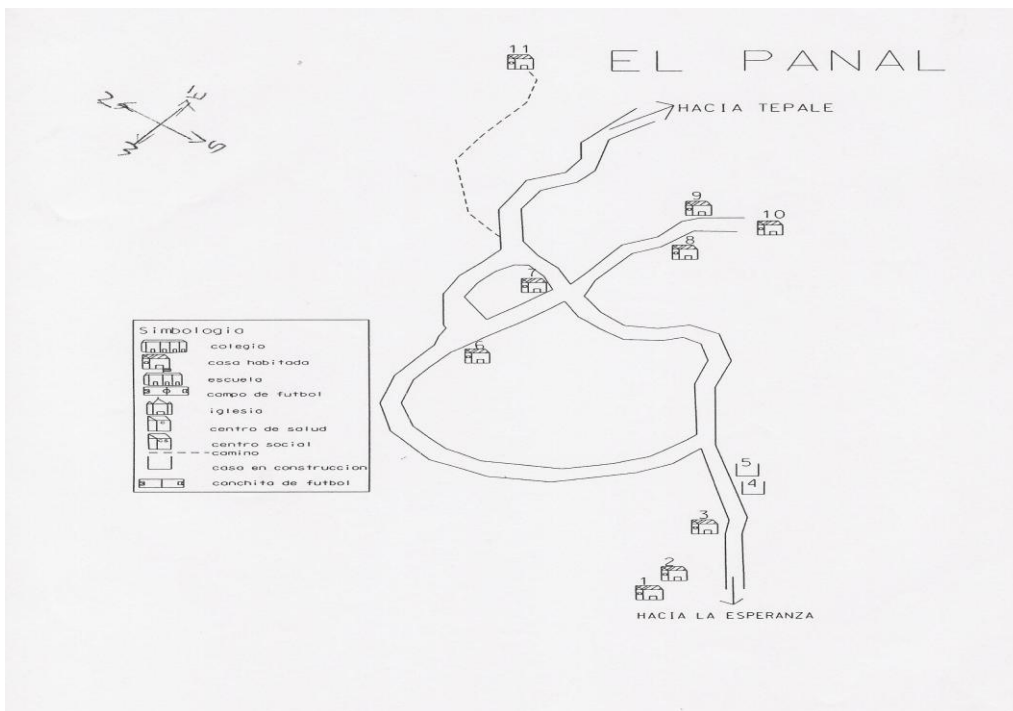 11
EL PANAL
N
E
W
S
HACIA TEPALE
9
10
8
7
6
Simbologia
colegio
casa habitada
escuela
campo de futbol
iglesia
centro de salud
centro social
camino
casa en construccion
canchita de futbol
5
4
3
2
1
HACIA LA ESPERANZA